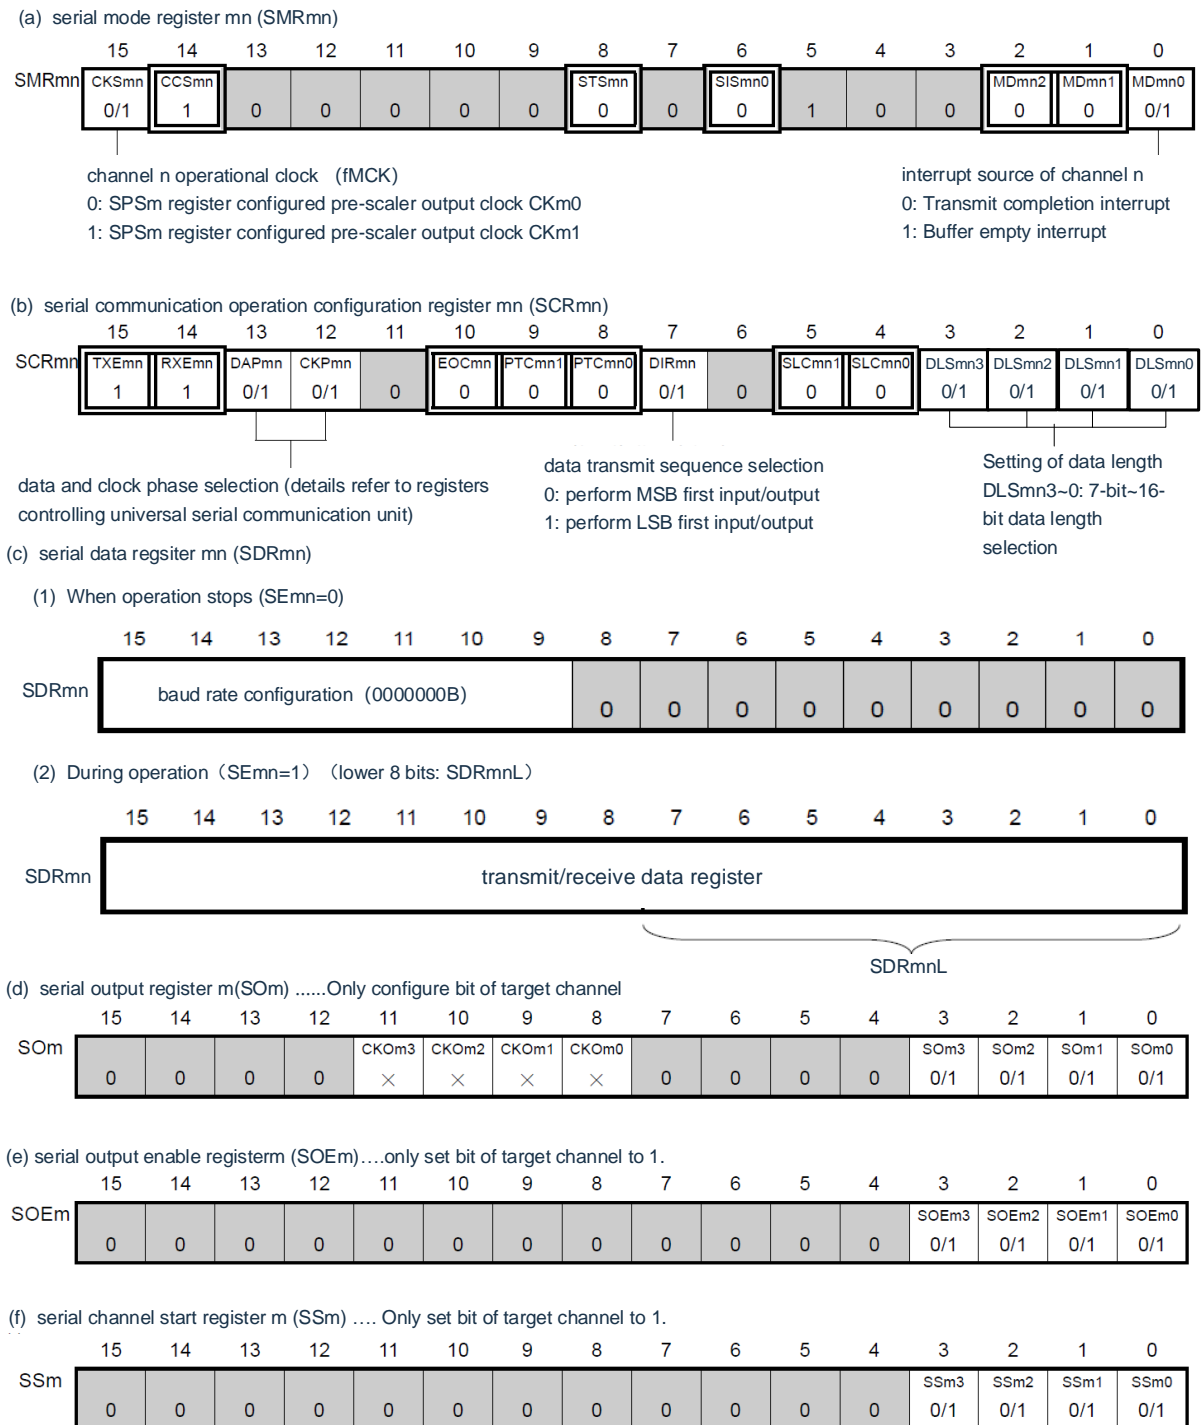 (a) serial mode register mn (SMRmn)
15 14 13 12 11 10 9 8 7 6 5 4 3 2 1 0
SMRmn CKSmn CCSmn STSmn SISmn0 MDmn2 MDmn1 MDmn0
0/1 1 0 0 0 0 0 0 0 0 1 0 0 0 0 0/1
channel n operational clock (fMCK)
0: SPSm register configured pre-scaler output clock CKm0
1: SPSm register configured pre-scaler output clock CKm1
interrupt source of channel n
0: Transmit completion interrupt
1: Buffer empty interrupt
(b) serial communication operation configuration register mn (SCRmn)
15 14 13 12 11 10 9 8 7 6 5 4 3 2 1 0
SCRmn TXEmn RXEmn DAPmn CKPmn EOCmn PTCmn1 PTCmn0 DIRmn SLCmn1 SLCmn0 DLSmn3 DLSmn2 DLSmn1 DLSmn0
1 1 0/1 0/1 0 0 0 0 0/1 0 0 0 0/1 0/1 0/1 0/1
data and clock phase selection (details refer to registers
controlling universal serial communication unit)
data transmit sequence selection
0: perform MSB first input/output
1: perform LSB first input/output
Setting of data length
DLSmn3~0: 7-bit~16-
bit data length
selection
(c) serial data regsiter mn (SDRmn)
(1) When operation stops (SEmn=0)
15 14 13 12 11 10 9 8 7 6 5 4 3 2 1 0
SDRmn baud rate configuration (0000000B) 0 0 0 0 0 0 0 0 0
(2) During operation（SEmn=1）（lower 8 bits: SDRmnL）
15 14 13 12 11 10 9 8 7 6 5 4 3 2 1 0
SDRmn transmit/receive data register
SDRmnL
(d) serial output register m(SOm) ......Only configure bit of target channel
15 14 13 12 11 10 9 8 7 6 5 4 3 2 1 0
SOm CKOm3 CKOm2 CKOm1 CKOm0 SOm3 SOm2 SOm1 SOm0
0 0 0 0 × × × × 0 0 0 0 0/1 0/1 0/1 0/1
(e) serial output enable registerm (SOEm)….only set bit of target channel to 1.
15 14 13 12 11 10 9 8 7 6 5 4 3 2 1 0
SOEm SOEm3 SOEm2 SOEm1 SOEm0
0 0 0 0 0 0 0 0 0 0 0 0 0/1 0/1 0/1 0/1
(f) serial channel start register m (SSm) …. Only set bit of target channel to 1.
15 14 13 12 11 10 9 8 7 6 5 4 3 2 1 0
SSm SSm3 SSm2 SSm1 SSm0
0 0 0 0 0 0 0 0 0 0 0 0 0/1 0/1 0/1 0/1